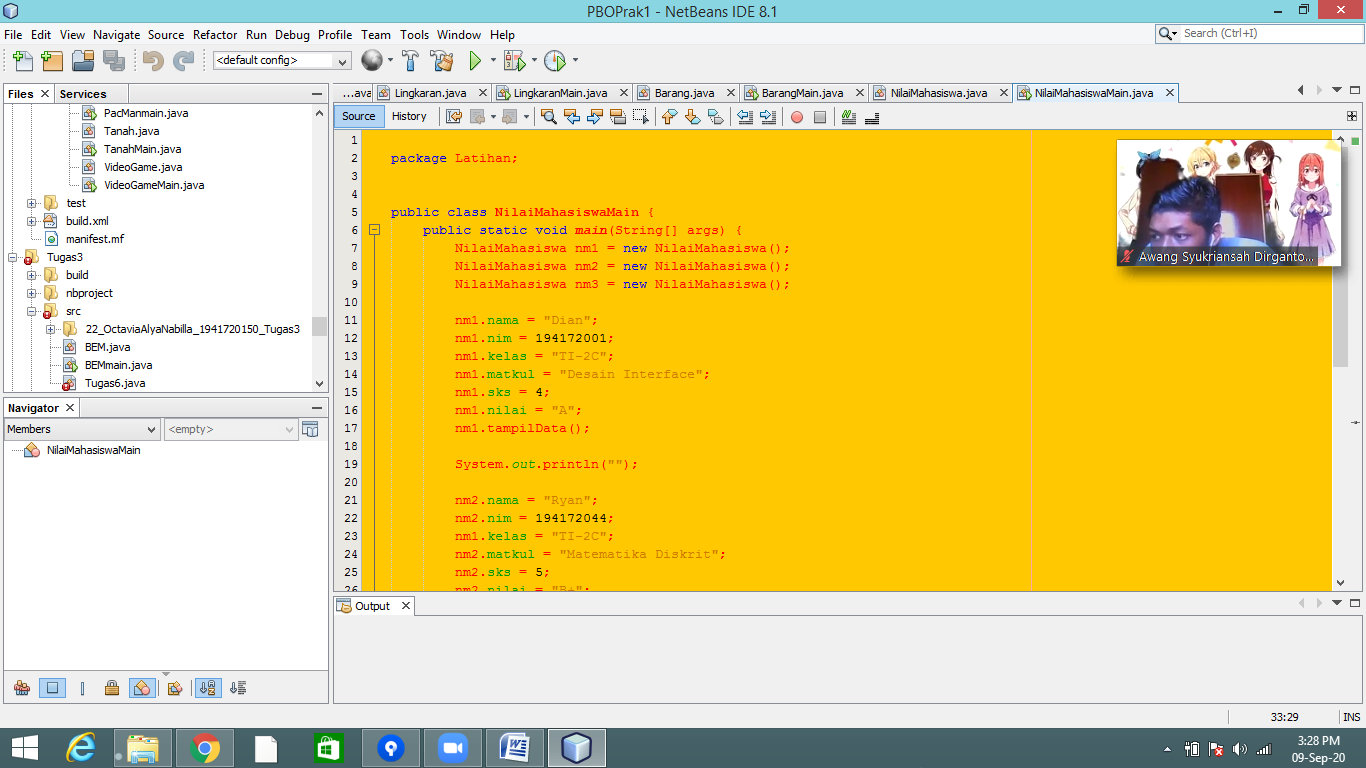 PBOPrak1 - NetBeans IDE 8.1
File Edit View Navigate Source Refactor Run Debug Profile Team Tools Window Help
Search (Ctrl+I)
<default config>
Files Services
PacManmain.java
Tanah.java
TanahMain.java
VideoGame.java
VideoGameMain.java
test
build.xml
manifest.mf
Tugas3
build
nbproject
src
22_OctaviaAlyaNabilla_1941720150_Tugas3
BEM.java
BEMmain.java
Tugas6.java
Navigator
Members <empty>
NilaiMahasiswaMain
...ava Lingkaran.java LingkaranMain.java Barang.java BarangMain.java NilaiMahasiswa.java NilaiMahasiswaMain.java
Source History
1
2 package Latihan;
3
4
5 public class NilaiMahasiswaMain {
6 public static void main(String[] args) {
7 NilaiMahasiswa nm1 = new NilaiMahasiswa();
8 NilaiMahasiswa nm2 = new NilaiMahasiswa();
9 NilaiMahasiswa nm3 = new NilaiMahasiswa();
10
11 nm1.nama = "Dian";
12 nm1.nim = 194172001;
13 nm1.kelas = "TI-2C";
14 nm1.matkul = "Desain Interface";
15 nm1.sks = 4;
16 nm1.nilai = "A";
17 nm1.tampilData();
18
19 System.out.println("");
20
21 nm2.nama = "Ryan";
22 nm2.nim = 194172044;
23 nm1.kelas = "TI-2C";
24 nm2.matkul = "Matematika Diskrit";
25 nm2.sks = 5;
26 nm2.nilai = "B+";
Awang Syukriansah Dirganto...
Output
33:29 INS
3:28 PM
09-Sep-20